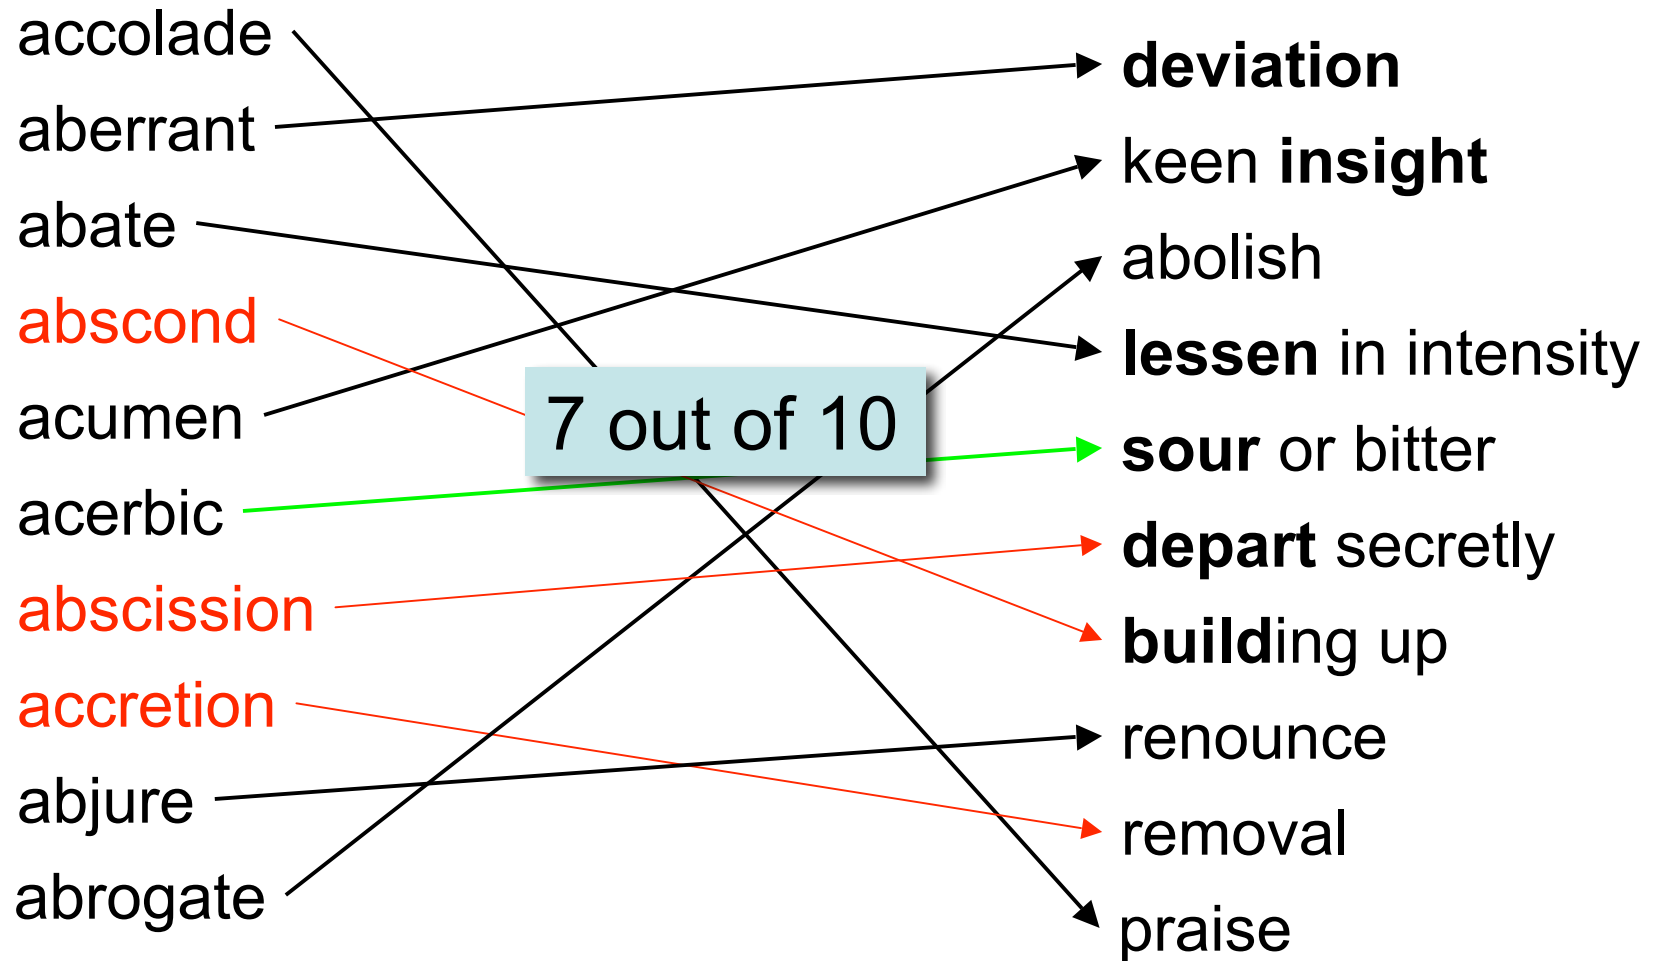 accolade
aberrant
abate
abscond
acumen
acerbic
abscission
accretion
abjure
abrogate
7 out of 10
deviation
keen insight
abolish
lessen in intensity
sour or bitter
depart secretly
building up
renounce
removal
praise